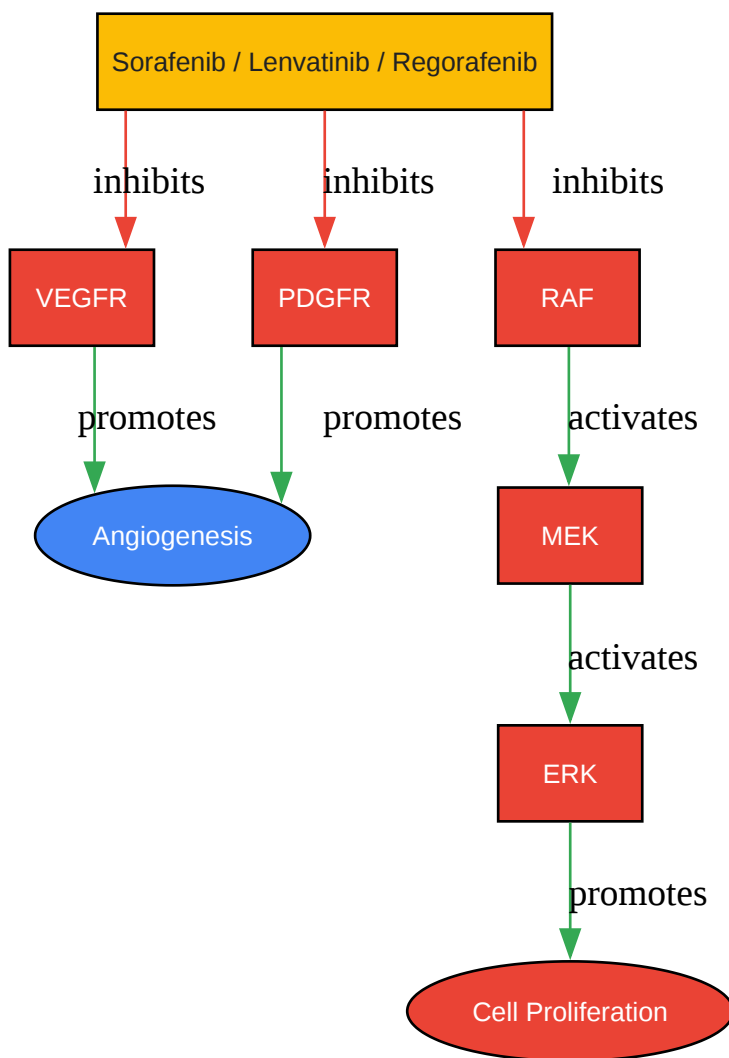 Sorafenib / Lenvatinib / Regorafenib
inhibits inhibits inhibits
VEGFR PDGFR RAF
promotes promotes activates
Angiogenesis MEK
activates
ERK
promotes
Cell Proliferation